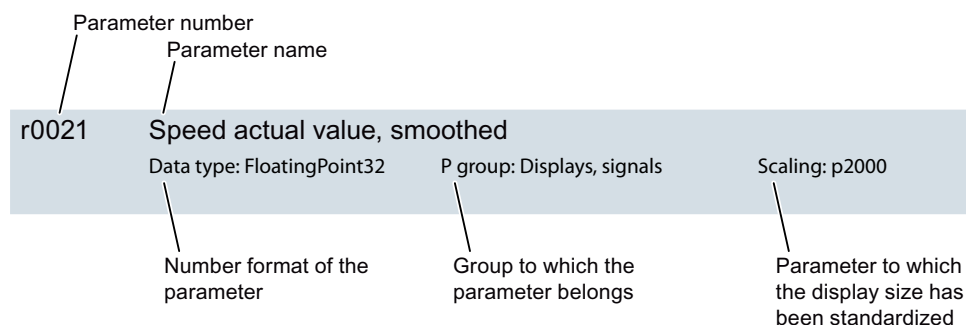 Parameter number
Parameter name
r0021 Speed actual value, smoothed
Data type: FloatingPoint32 P group: Displays, signals Scaling: p2000
Number format of the
parameter
Group to which the
parameter belongs
Parameter to which
the display size has
been standardized